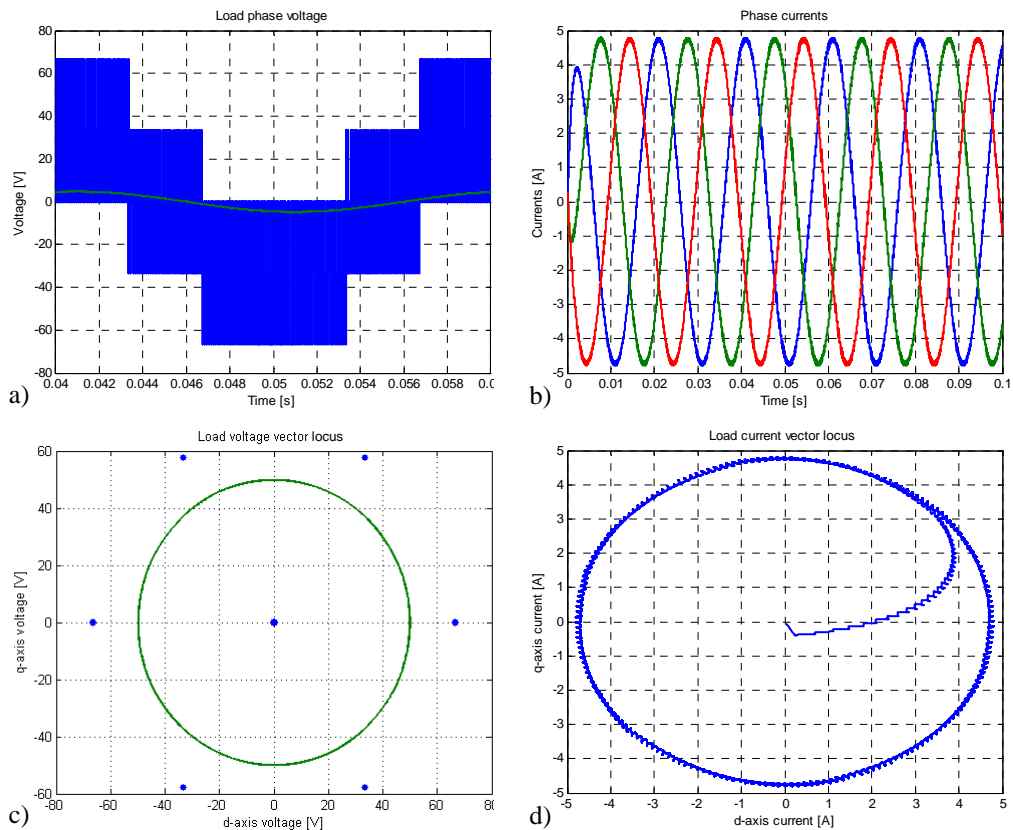 Load phase voltage
80
60
40
20
0
-20
-40
-60
-80
Voltage [V]
0.04 0.042 0.044 0.046 0.048 0.05 0.052 0.054 0.056 0.058 0.0
Time [s]
a)
Phase currents
5
4
3
2
1
0
-1
-2
-3
-4
-5
Currents [A]
0 0.01 0.02 0.03 0.04 0.05 0.06 0.07 0.08 0.09 0.1
Time [s]
b)
Load voltage vector locus
60
40
20
0
-20
-40
-60
q-axis voltage [V]
-80 -60 -40 -20 0 20 40 60 80
d-axis voltage [V]
c)
Load current vector locus
5
4
3
2
1
0
-1
-2
-3
-4
-5
q-axis current [A]
-5 -4 -3 -2 -1 0 1 2 3 4 5
d-axis current [A]
d)